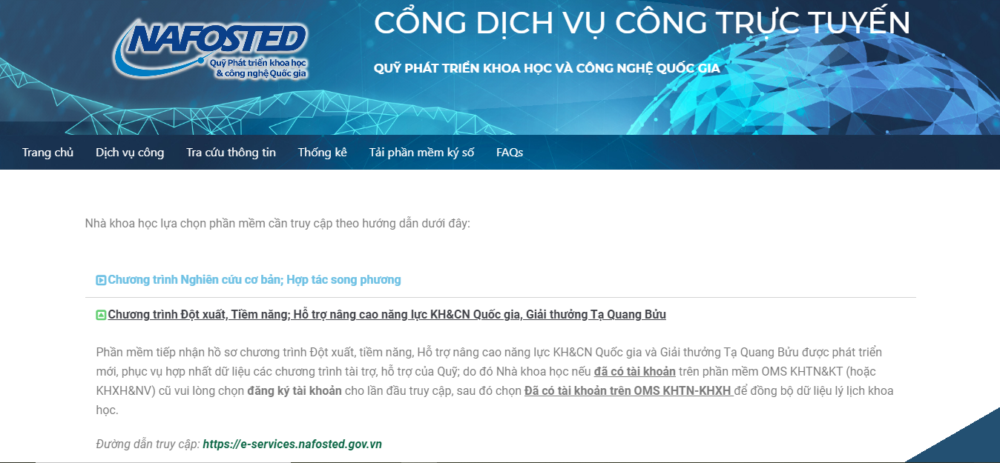 CỔNG DỊCH VỤ CÔNG TRỰC TUYẾN
NAFOSTED
Quỹ Phát triển khoa học
& công nghệ Quốc gia
QUỸ PHÁT TRIỂN KHOA HỌC VÀ CÔNG NGHỆ QUỐC GIA
Trang chủ Dịch vụ công Tra cứu thông tin Thống kê Tải phần mềm ký số FAQs
Nhà khoa học lựa chọn phần mềm cần truy cập theo hướng dẫn dưới đây:
Chương trình Nghiên cứu cơ bản; Hợp tác song phương
Chương trình Đột xuất, Tiềm năng; Hỗ trợ nâng cao năng lực KH&CN Quốc gia, Giải thưởng Tạ Quang Bửu
Phần mềm tiếp nhận hồ sơ chương trình Đột xuất, tiềm năng, Hỗ trợ nâng cao năng lực KH&CN Quốc gia và Giải thưởng Tạ Quang Bửu được phát triển
mới, phục vụ hợp nhất dữ liệu các chương trình tài trợ, hỗ trợ của Quỹ; do đó Nhà khoa học nếu đã có tài khoản trên phần mềm OMS KHTN&KT (hoặc
KHXH&NV) cũ vui lòng chọn đăng ký tài khoản cho lần đầu truy cập, sau đó chọn Đã có tài khoản trên OMS KHTN-KHXH để đồng bộ dữ liệu lý lịch khoa
học.
Đường dẫn truy cập: https://e-services.nafosted.gov.vn